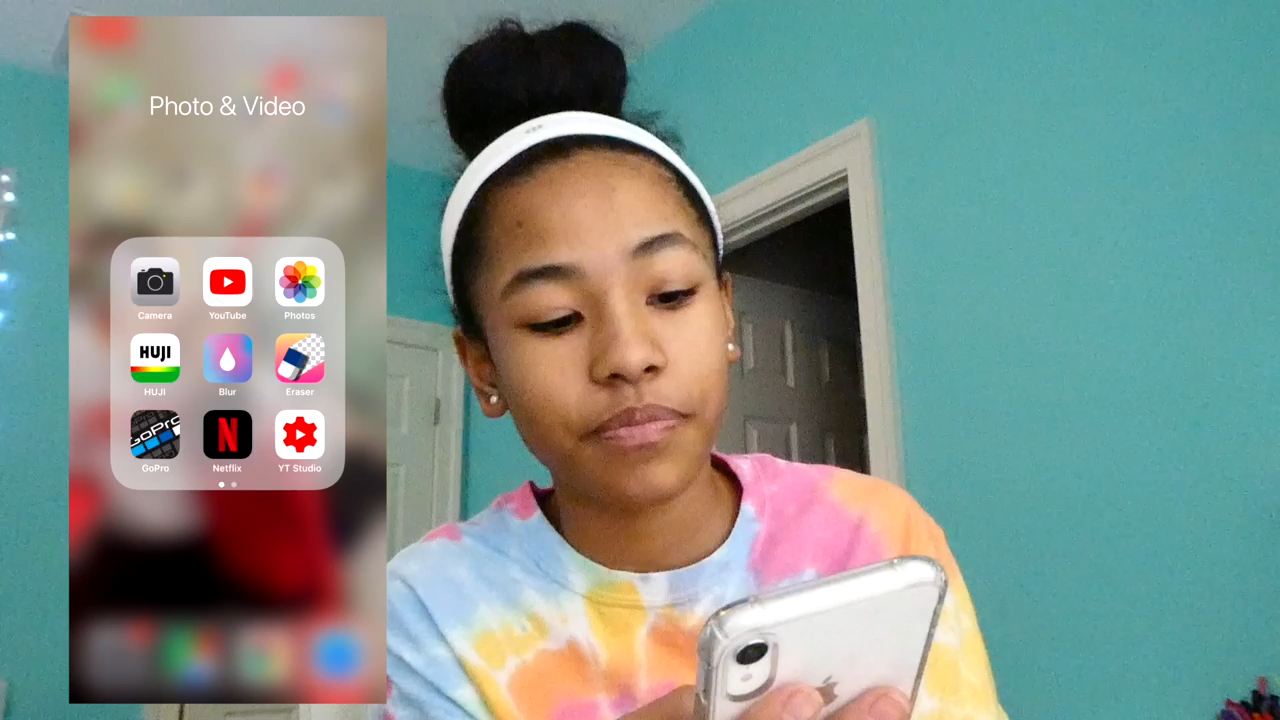 Photo & Video
Camera
YouTube
Photos
HUJI
HUJI
Blur
Eraser
GoPro
N
GoPro
Netflix
YT Studio